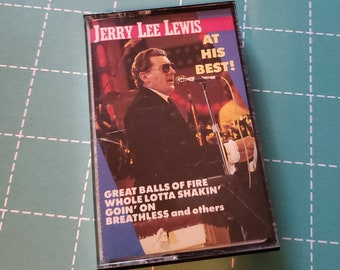 JERRY LEE LEWIS
AT
HIS
BEST!
GREAT BALLS OF FIRE
WHOLE LOTTA SHAKIN'
GOIN' ON
BREATHLESS and others